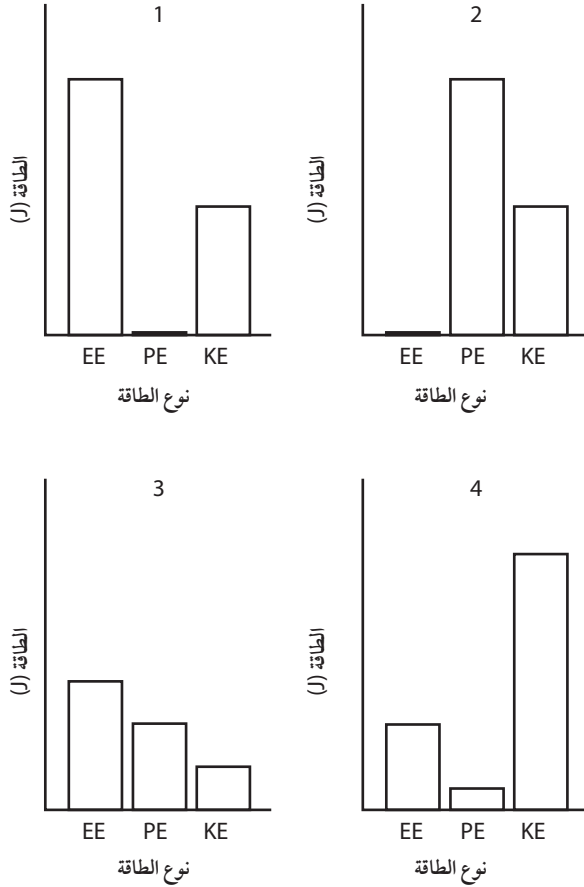 1
الطاقة (J)
EE PE KE
نوع الطاقة
2
الطاقة (J)
EE PE KE
نوع الطاقة
3
الطاقة (J)
EE PE KE
نوع الطاقة
4
الطاقة (J)
EE PE KE
نوع الطاقة